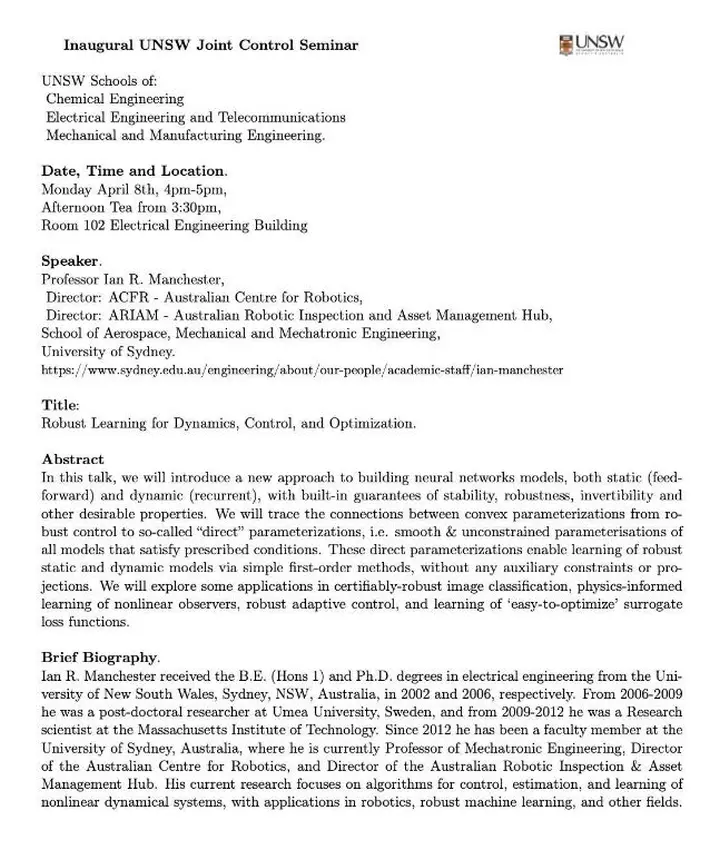 Inaugural UNSW Joint Control Seminar
UNSW
UNSW Schools of:
Chemical Engineering
Electrical Engineering and Telecommunications
Mechanical and Manufacturing Engineering.
Date, Time and Location.
Monday April 8th, 4pm-5pm,
Afternoon Tea from 3:30pm,
Room 102 Electrical Engineering Building
Speaker.
Professor Ian R. Manchester,
Director: ACFR - Australian Centre for Robotics,
Director: ARIAM - Australian Robotic Inspection and Asset Management Hub,
School of Aerospace, Mechanical and Mechatronic Engineering,
University of Sydney.
https://www.sydney.edu.au/engineering/about/our-people/academic-staff/ian-manchester
Title:
Robust Learning for Dynamics, Control, and Optimization.
Abstract
In this talk, we will introduce a new approach to building neural networks models, both static (feed-
forward) and dynamic (recurrent), with built-in guarantees of stability, robustness, invertibility and
other desirable properties. We will trace the connections between convex parameterizations from ro-
bust control to so-called “direct” parameterizations, i.e. smooth & unconstrained parameterisations of
all models that satisfy prescribed conditions. These direct parameterizations enable learning of robust
static and dynamic models via simple first-order methods, without any auxiliary constraints or pro-
jections. We will explore some applications in certifiably-robust image classification, physics-informed
learning of nonlinear observers, robust adaptive control, and learning of ‘easy-to-optimize’ surrogate
loss functions.
Brief Biography.
Ian R. Manchester received the B.E. (Hons 1) and Ph.D. degrees in electrical engineering from the Uni-
versity of New South Wales, Sydney, NSW, Australia, in 2002 and 2006, respectively. From 2006-2009
he was a post-doctoral researcher at Umea University, Sweden, and from 2009-2012 he was a Research
scientist at the Massachusetts Institute of Technology. Since 2012 he has been a faculty member at the
University of Sydney, Australia, where he is currently Professor of Mechatronic Engineering, Director
of the Australian Centre for Robotics, and Director of the Australian Robotic Inspection & Asset
Management Hub. His current research focuses on algorithms for control, estimation, and learning of
nonlinear dynamical systems, with applications in robotics, robust machine learning, and other fields.